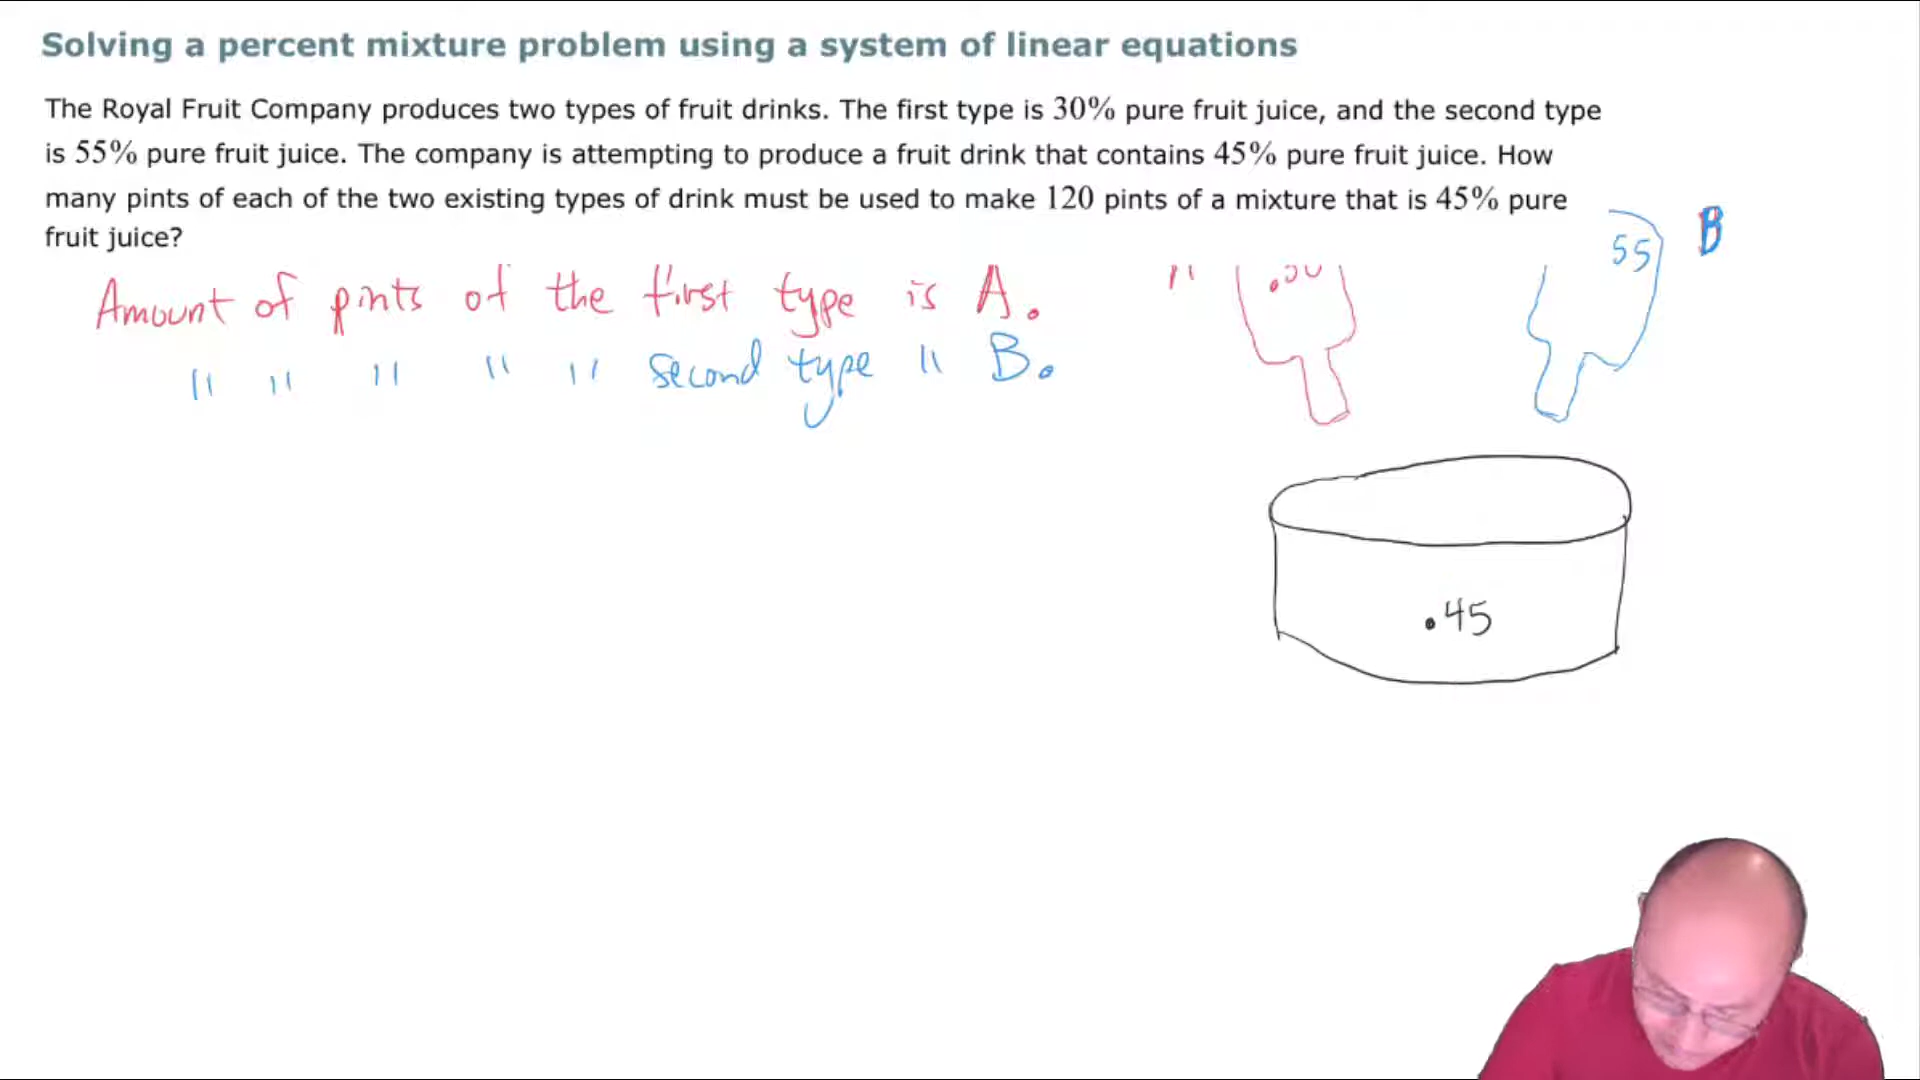 Solving a percent mixture problem using a system of linear equations
The Royal Fruit Company produces two types of fruit drinks. The first type is 30% pure fruit juice, and the second type
is 55% pure fruit juice. The company is attempting to produce a fruit drink that contains 45% pure fruit juice. How
many pints of each of the two existing types of drink must be used to make 120 pints of a mixture that is 45% pure
fruit juice?
55 B
Amount of pints of the first type is A.
" " " " " second type " B.
.45